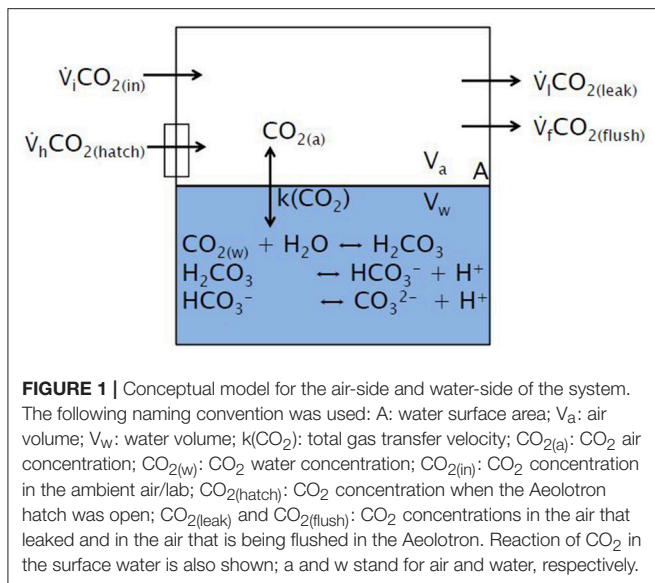 V̇ᵢCO₂₍ᵢₙ₎
V̇ₗCO₂₍ₗₑₐₖ₎
V̇ₕCO₂(hatch)
CO₂₍ₐ₎
V̇fCO₂(flush)
Vₐ A
k(CO₂)
V_w
CO₂(w) + H₂O ↔ H₂CO₃
H₂CO₃ ↔ HCO₃⁻ + H⁺
HCO₃⁻ ↔ CO₃²⁻ + H⁺
FIGURE 1 | Conceptual model for the air-side and water-side of the system.
The following naming convention was used: A: water surface area; Vₐ: air
volume; V_w: water volume; k(CO₂): total gas transfer velocity; CO₂(a): CO₂ air
concentration; CO₂(w): CO₂ water concentration; CO₂(in): CO₂ concentration
in the ambient air/lab; CO₂(hatch): CO₂ concentration when the Aeolotron
hatch was open; CO₂(leak) and CO₂(flush): CO₂ concentrations in the air that
leaked and in the air that is being flushed in the Aeolotron. Reaction of CO₂ in
the surface water is also shown; a and w stand for air and water, respectively.